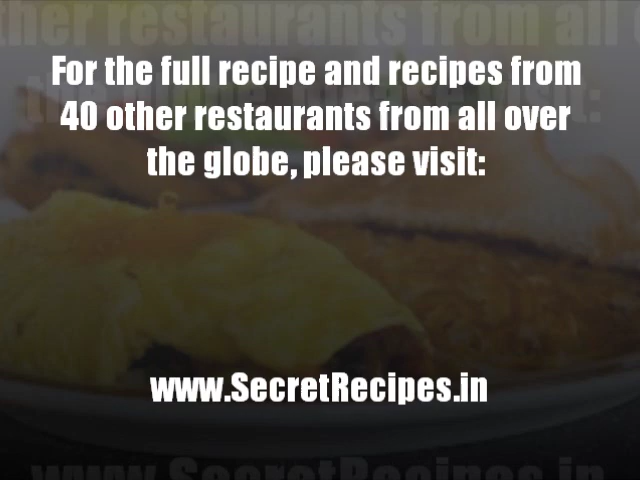 For the full recipe and recipes from
40 other restaurants from all over
the globe, please visit:
www.SecretRecipes.in